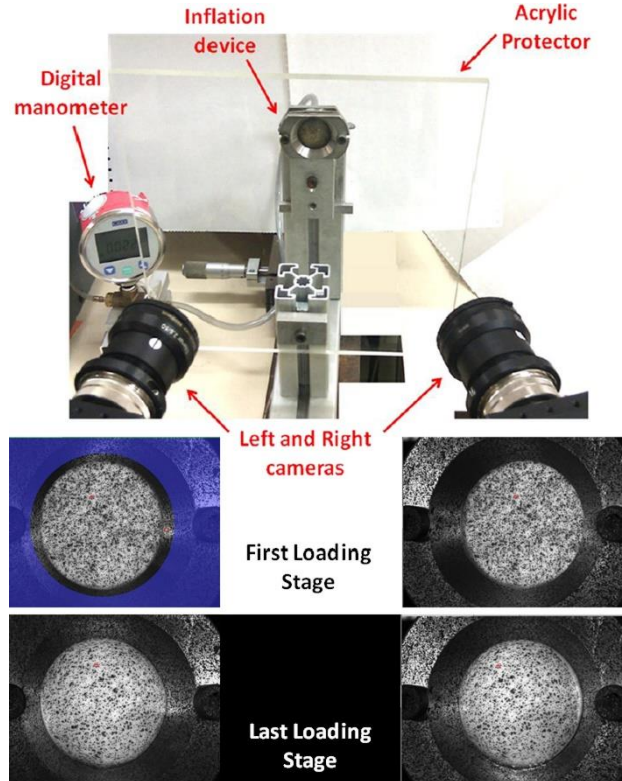 Inflation
device
Acrylic
Protector
Digital
manometer
Left and Right
cameras
First Loading
Stage
Last Loading
Stage